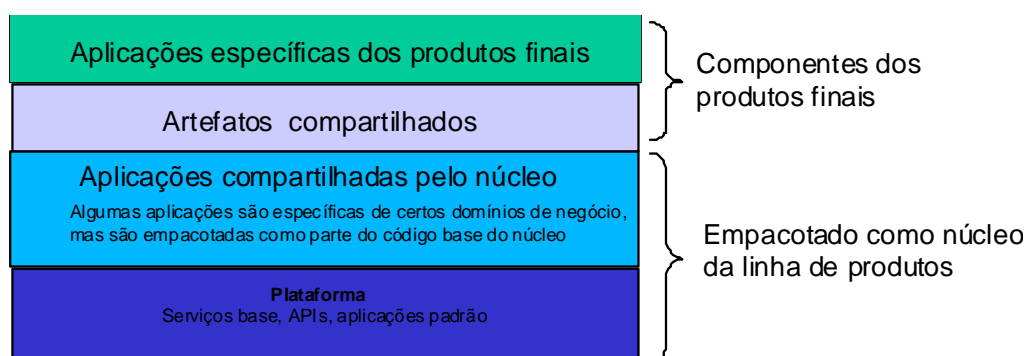 Aplicações específicas dos produtos finais
Artefatos compartilhados
Componentes dos
produtos finais
Aplicações compartilhadas pelo núcleo
Algumas aplicações são específicas de certos domínios de negócio,
mas são empacotadas como parte do código base do núcleo
Plataforma
Serviços base, APIs, aplicações padrão
Empacotado como núcleo
da linha de produtos